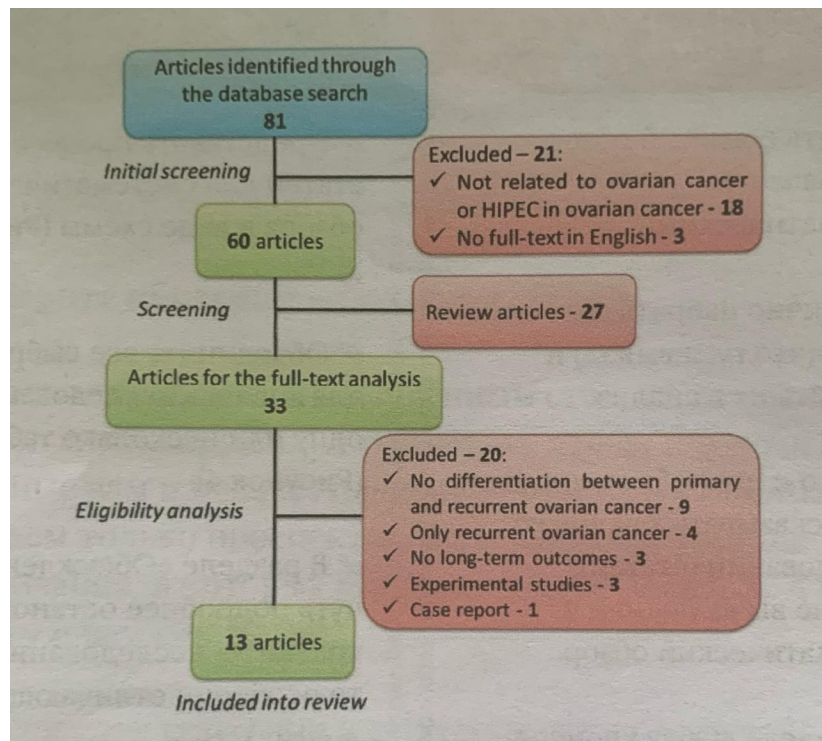 Articles identified through
the database search
81
Initial screening
Excluded – 21:
✓ Not related to ovarian cancer
or HIPEC in ovarian cancer - 18
✓ No full-text in English - 3
60 articles
Screening
Review articles - 27
Articles for the full-text analysis
33
Eligibility analysis
Excluded – 20:
✓ No differentiation between primary
and recurrent ovarian cancer - 9
✓ Only recurrent ovarian cancer - 4
✓ No long-term outcomes - 3
✓ Experimental studies - 3
✓ Case report - 1
13 articles
Included into review